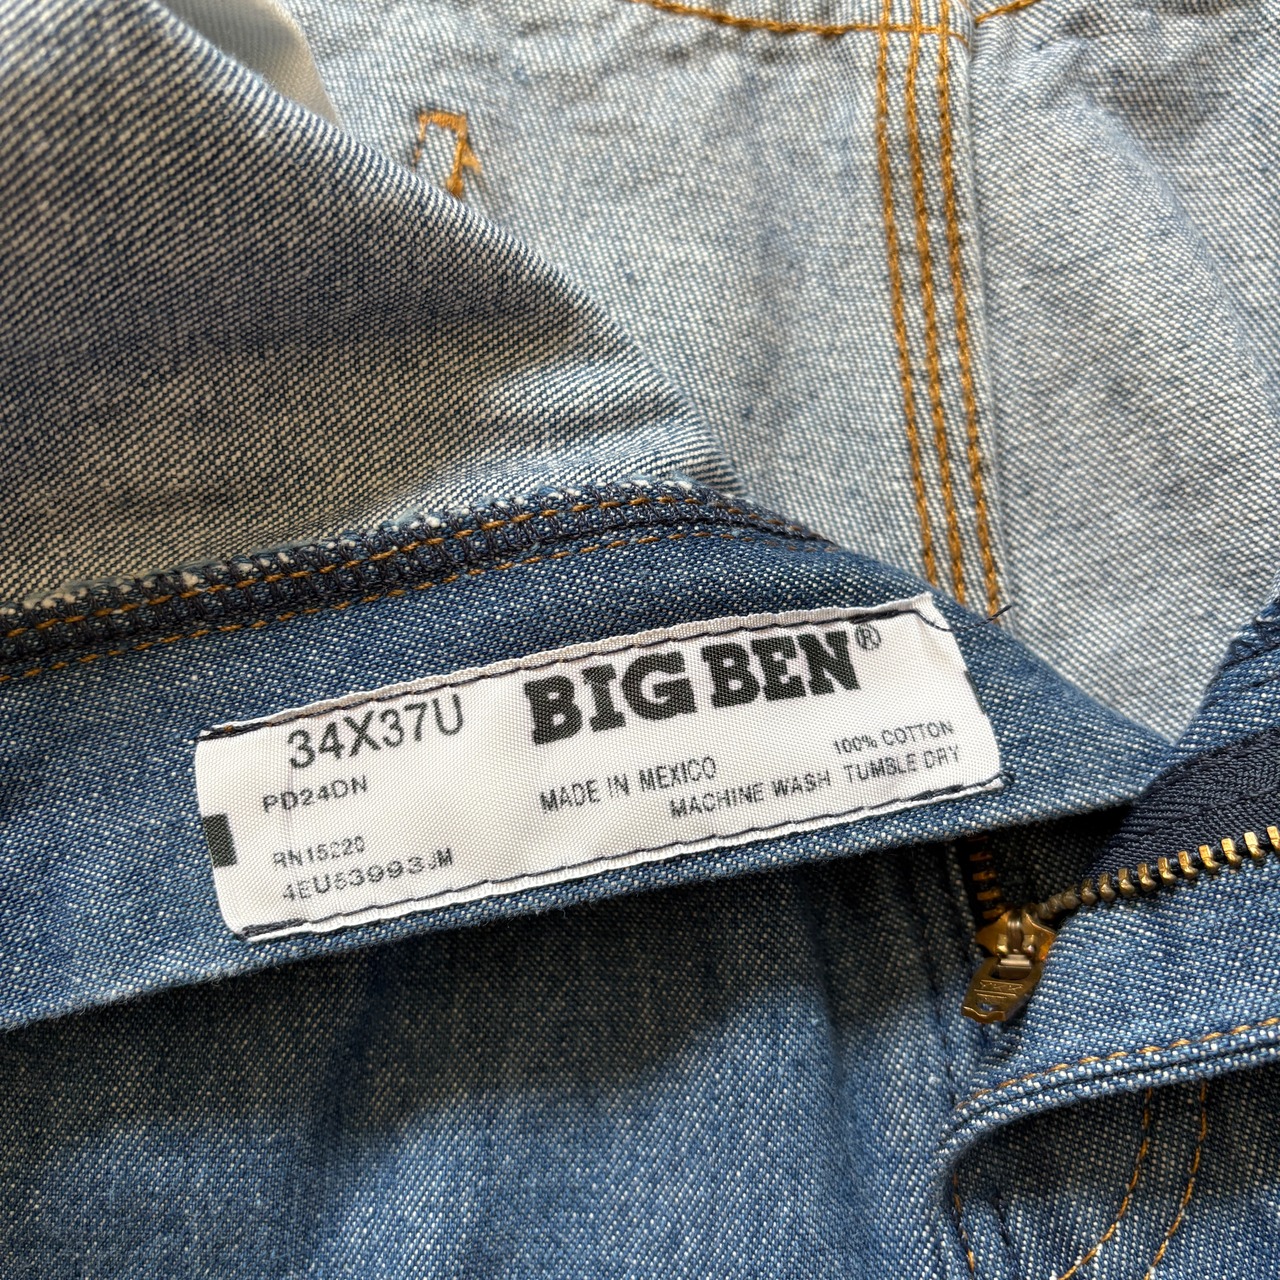 34X37U
BIG BEN®
PD24DN
MADE IN MEXICO
100% COTTON
MACHINE WASH TUMBLE DRY
RN15220